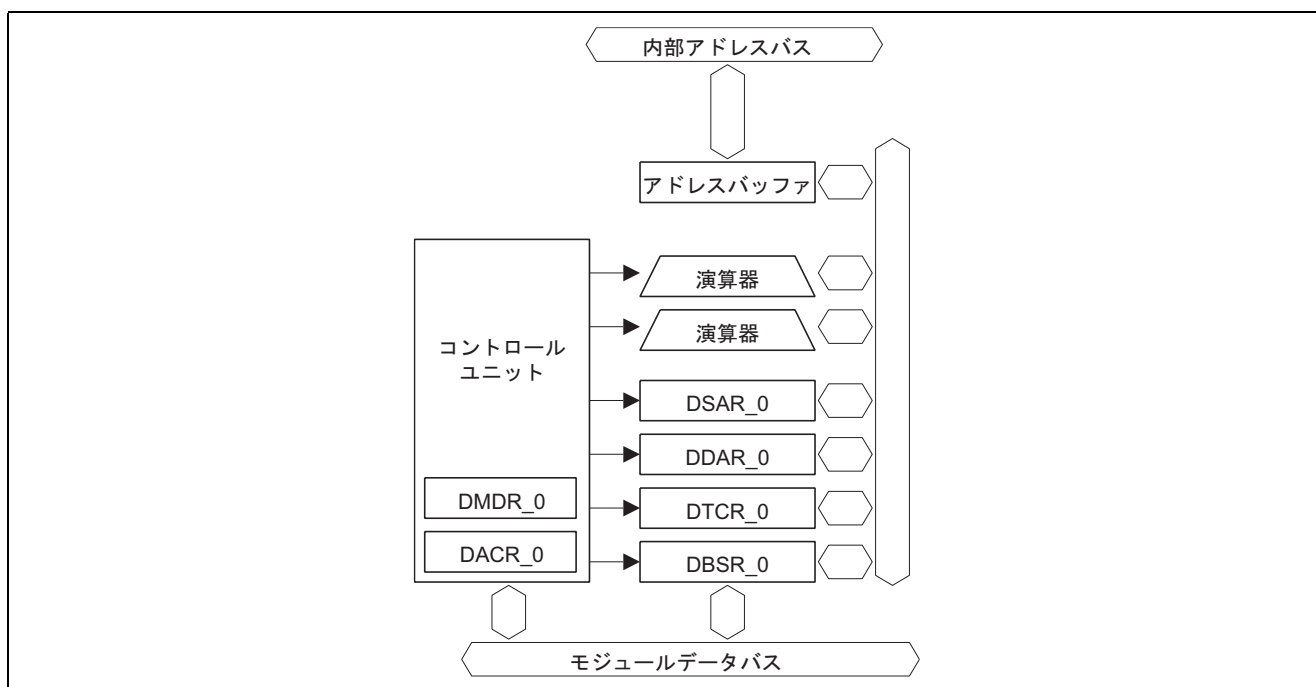 内部アドレスバス
アドレスバッファ
演算器
演算器
コントロール
ユニット
DSAR_0
DDAR_0
DMDR_0
DTCR_0
DACR_0
DBSR_0
モジュールデータバス